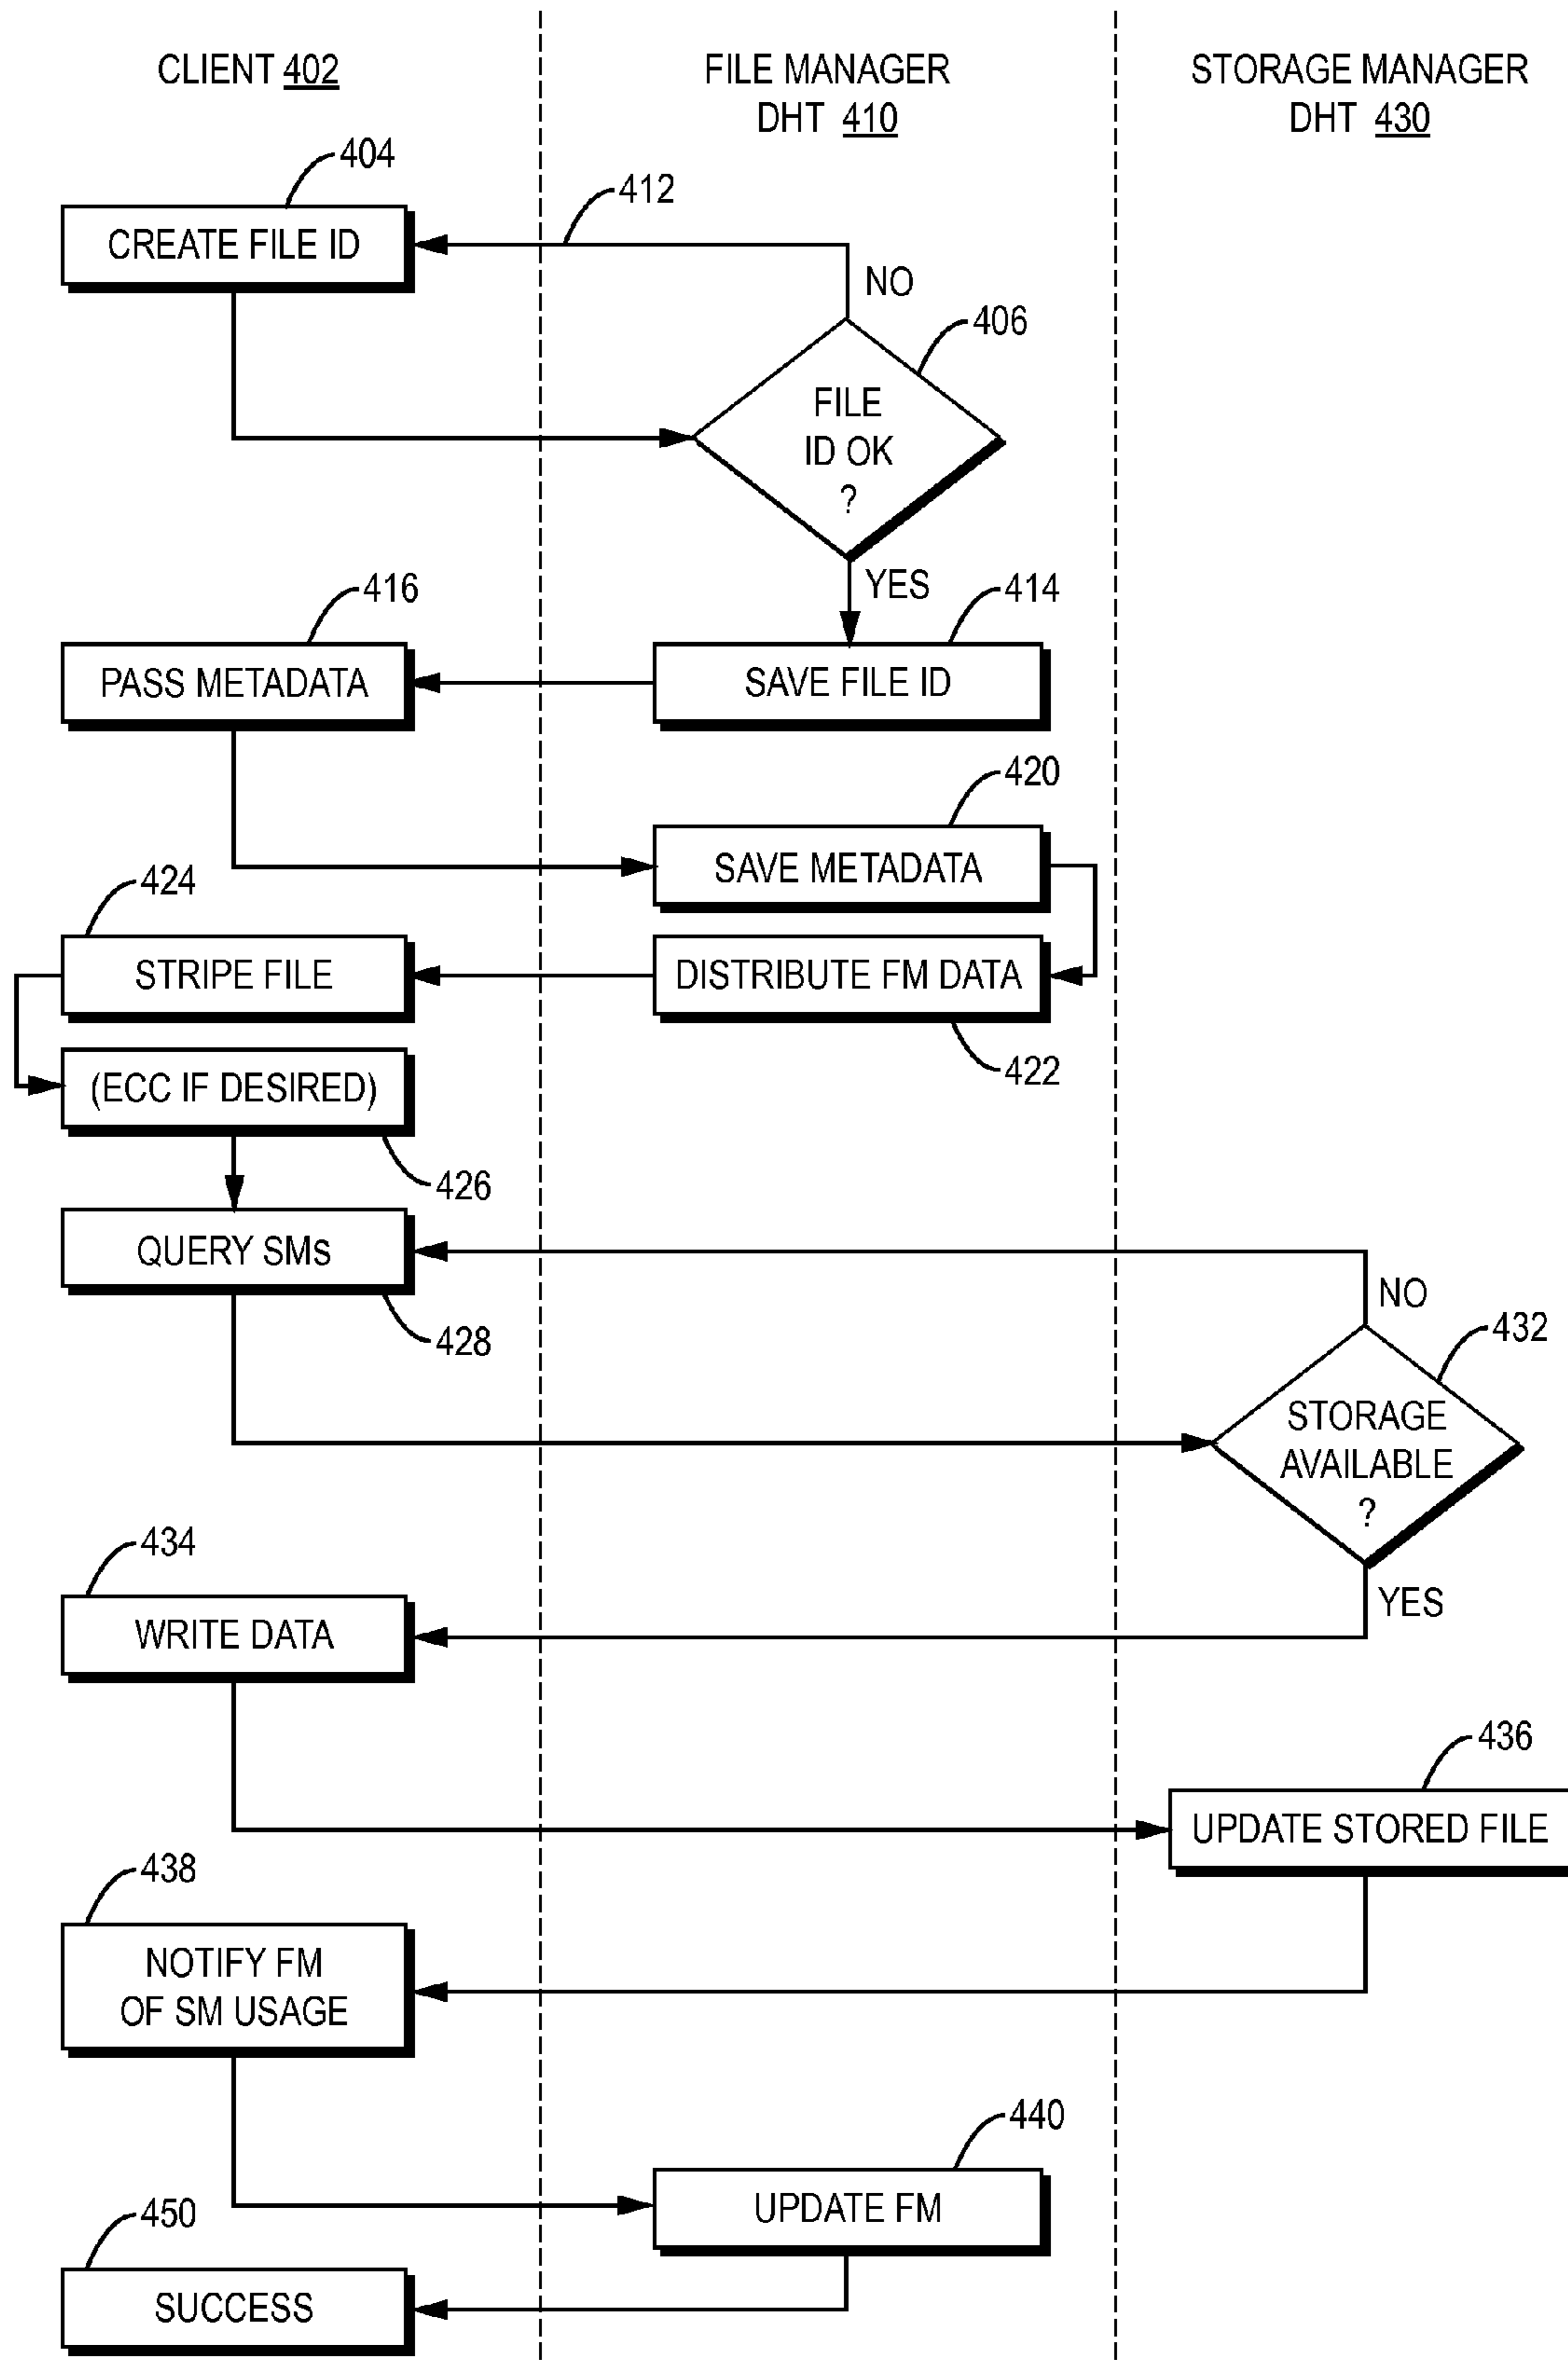 CLIENT 402
FILE MANAGER
DHT 410
STORAGE MANAGER
DHT 430
404
CREATE FILE ID
412
NO
406
FILE
ID OK
?
YES
416
PASS METADATA
414
SAVE FILE ID
420
SAVE METADATA
424
STRIPE FILE
DISTRIBUTE FM DATA
422
(ECC IF DESIRED)
426
QUERY SMs
428
NO
432
STORAGE
AVAILABLE
?
YES
434
WRITE DATA
436
UPDATE STORED FILE
438
NOTIFY FM
OF SM USAGE
440
UPDATE FM
450
SUCCESS